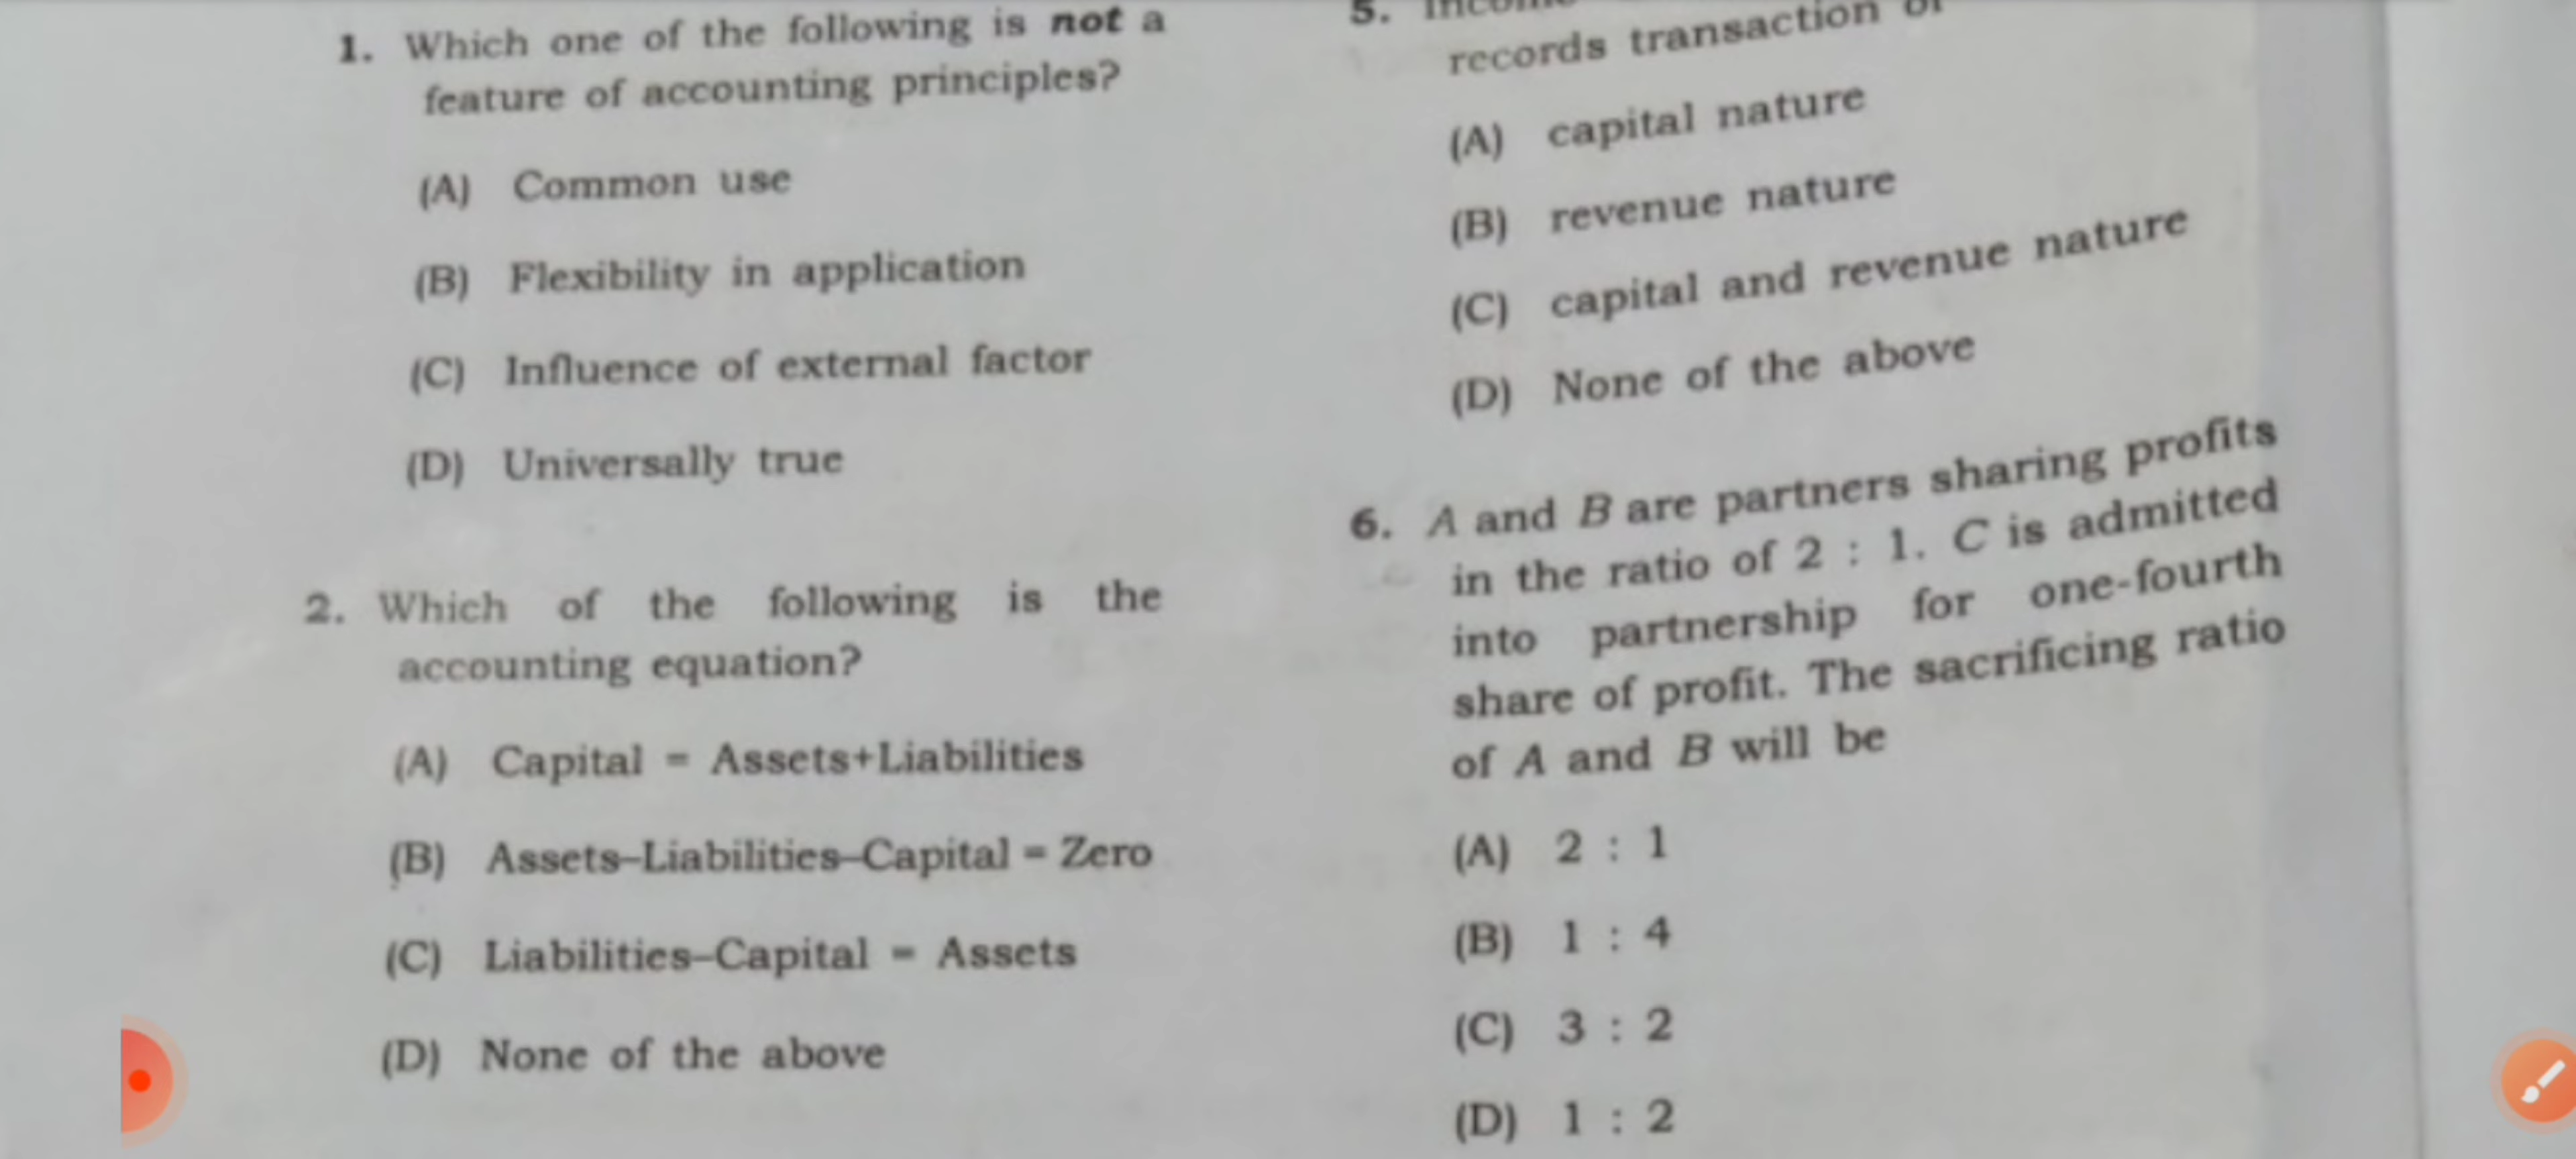 1. Which one of the following is not a
feature of accounting principles?
(A) Common use
(B) Flexibility in application
(C) Influence of external factor
(D) Universally true
2. Which of the following is the
accounting equation?
(A) Capital = Assets+Liabilities
(B) Assets–Liabilities–Capital = Zero
(C) Liabilities–Capital = Assets
(D) None of the above
5.
records transaction
(A) capital nature
(B) revenue nature
(C) capital and revenue nature
(D) None of the above
6. A and B are partners sharing profits
in the ratio of 2 : 1. C is admitted
into partnership for one-fourth
share of profit. The sacrificing ratio
of A and B will be
(A) 2 : 1
(B) 1 : 4
(C) 3 : 2
(D) 1 : 2